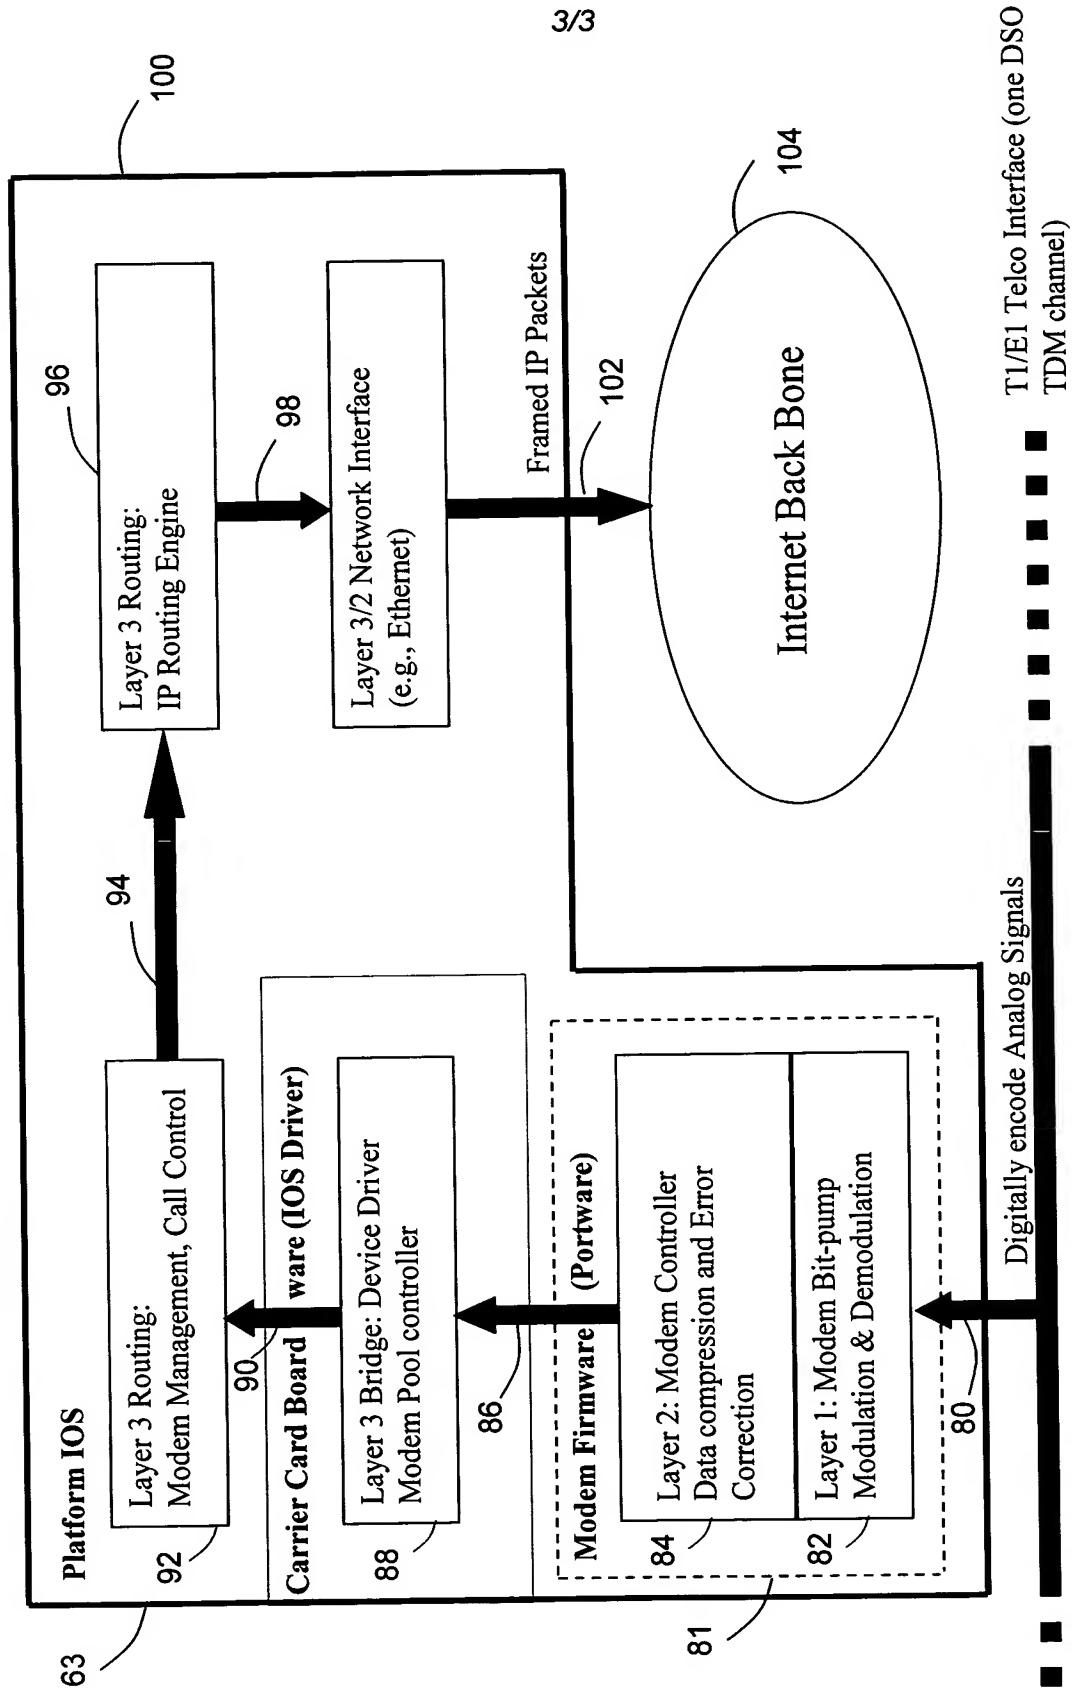 3/3
63
Platform IOS
100
92
Layer 3 Routing:
Modem Management, Call Control
94
96
Layer 3 Routing:
IP Routing Engine
90
98
Carrier Card Board ware (IOS Driver)
88
Layer 3 Bridge: Device Driver
Modem Pool controller
Layer 3/2 Network Interface
(e.g., Ethernet)
86
Framed IP Packets
102
Modem Firmware (Portware)
84
Layer 2: Modem Controller
Data compression and Error
Correction
82
Layer 1: Modem Bit-pump
Modulation & Demodulation
81
104
Internet Back Bone
80
Digitally encode Analog Signals
T1/E1 Telco Interface (one DSO
TDM channel)